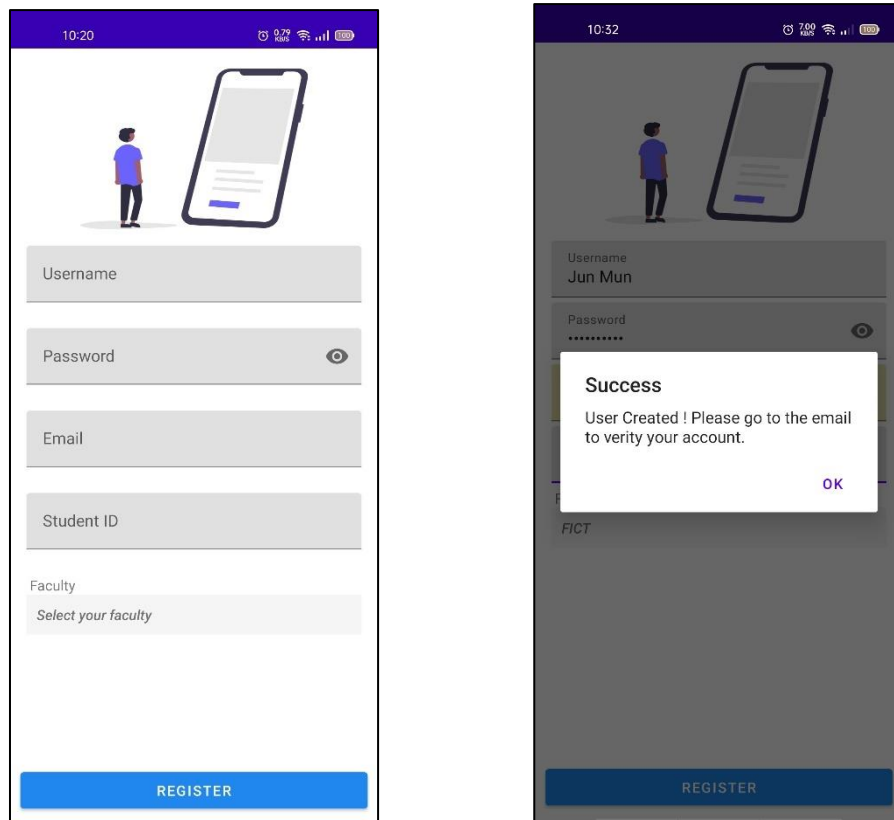 10:20
0.79
KB/S
100
Username
Password
Email
Student ID
Faculty
Select your faculty
REGISTER
10:32
7.00
KB/S
100
Username
Jun Mun
Password
••••••••••
Success
User Created ! Please go to the email
to verity your account.
OK
F
FICT
REGISTER